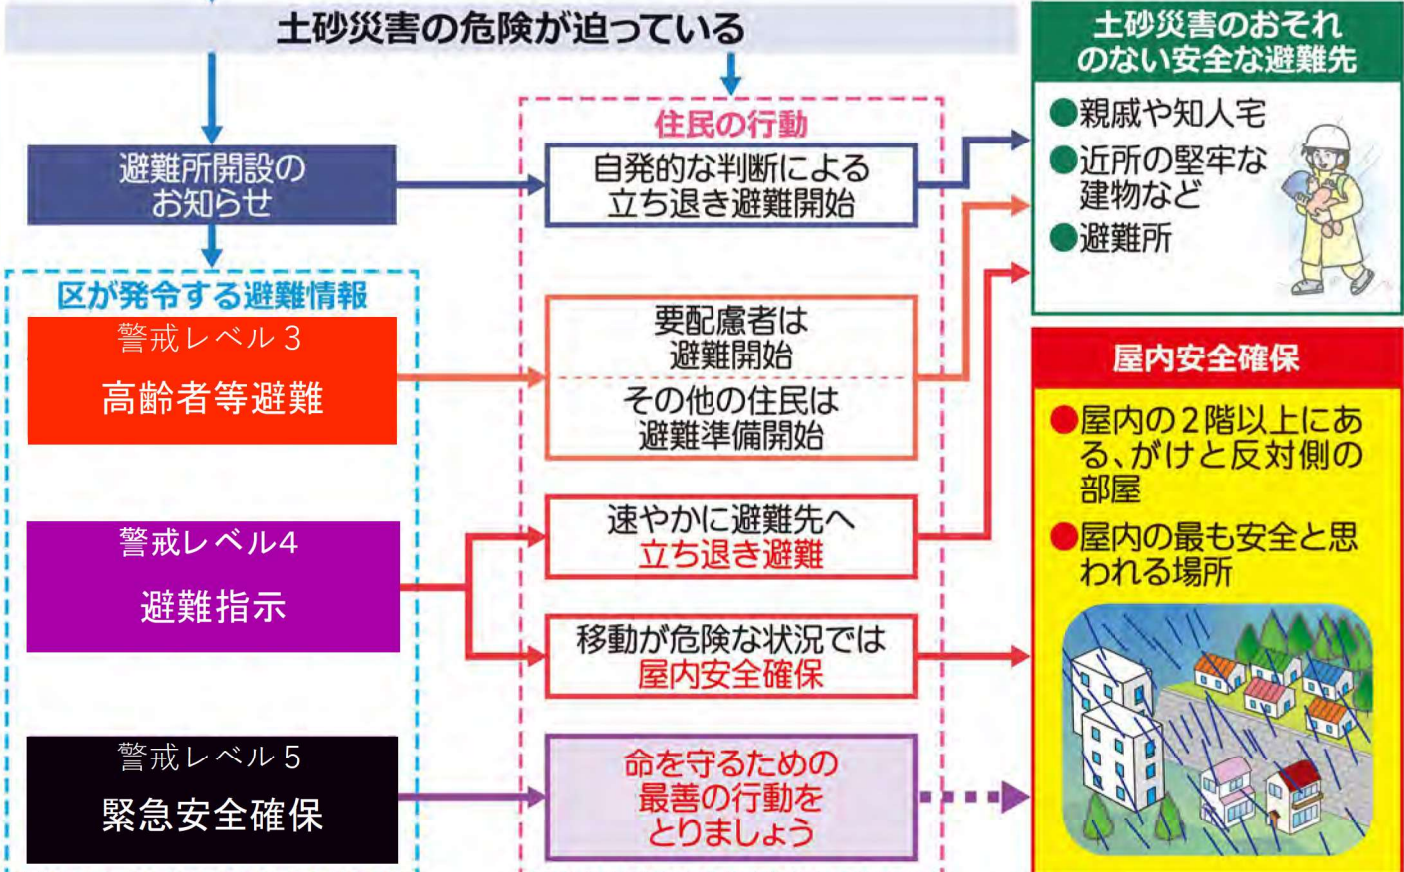 土砂災害の危険が迫っている
避難所開設の
お知らせ
区が発令する避難情報
警戒レベル3
高齢者等避難
警戒レベル4
避難指示
警戒レベル5
緊急安全確保
住民の行動
自発的な判断による
立ち退き避難開始
要配慮者は
避難開始
その他の住民は
避難準備開始
速やかに避難先へ
立ち退き避難
移動が危険な状況では
屋内安全確保
命を守るための
最善の行動を
とりましょう
土砂災害のおそれ
のない安全な避難先
●親戚や知人宅
●近所の堅牢な
建物など
●避難所
屋内安全確保
●屋内の2階以上にあ
る、がけと反対側の
部屋
●屋内の最も安全と思
われる場所